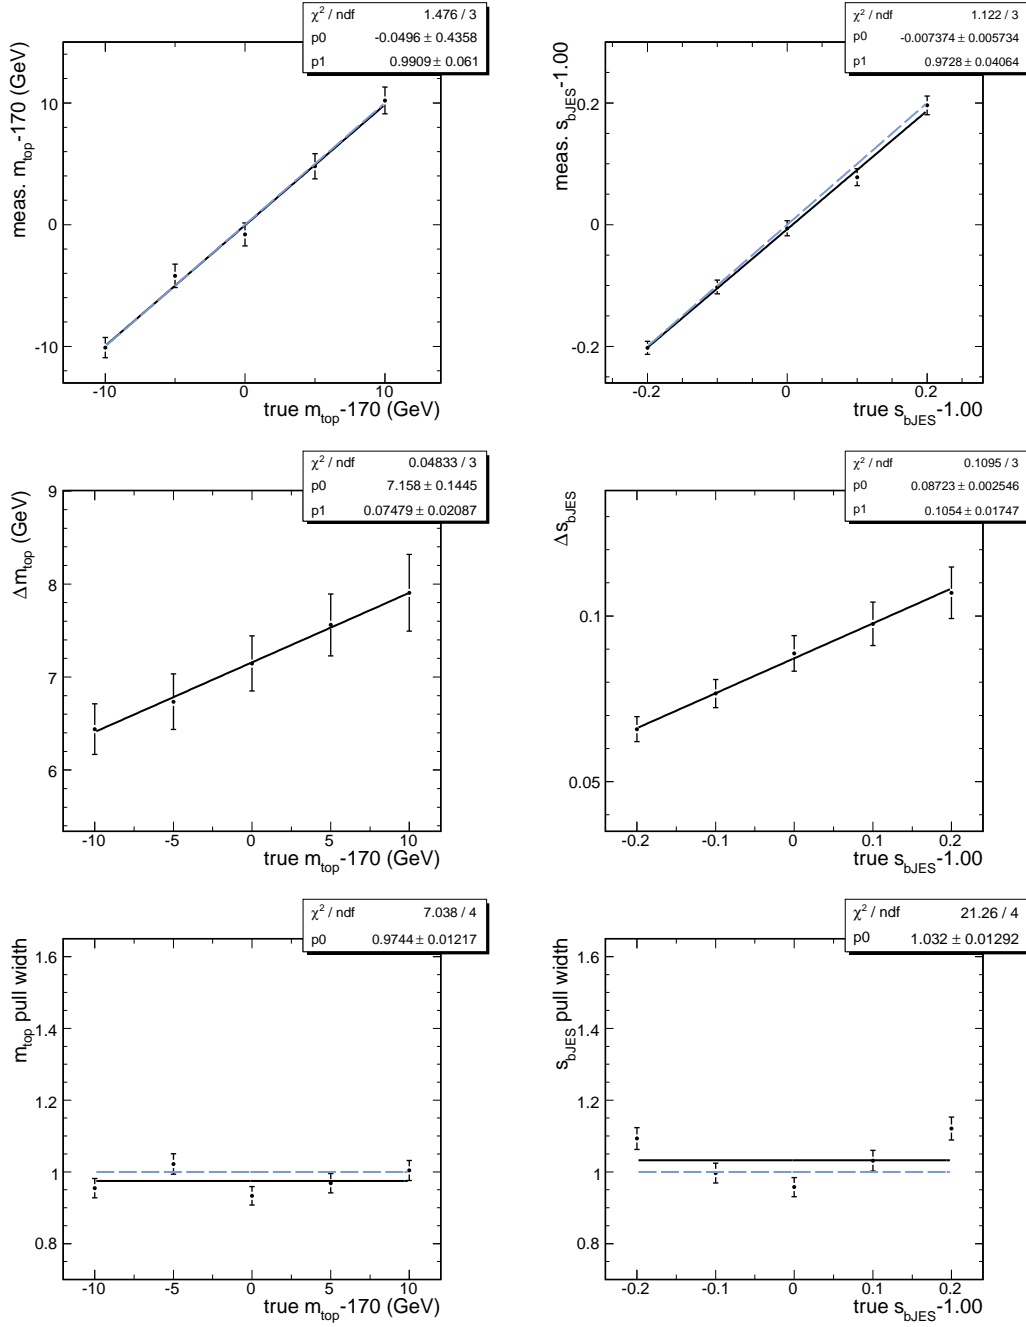 χ² / ndf 1.476 / 3
p0 -0.0496 ± 0.4358
p1 0.9909 ± 0.061
meas. m_top-170 (GeV)
10
0
-10
-10 0 10
true m_top-170 (GeV)
χ² / ndf 1.122 / 3
p0 -0.007374 ± 0.005734
p1 0.9728 ± 0.04064
meas. s_bJES-1.00
0.2
0
-0.2
-0.2 0 0.2
true s_bJES-1.00
χ² / ndf 0.04833 / 3
p0 7.158 ± 0.1445
p1 0.07479 ± 0.02087
Δm_top (GeV)
9
8
7
6
-10 -5 0 5 10
true m_top-170 (GeV)
χ² / ndf 0.1095 / 3
p0 0.08723 ± 0.002546
p1 0.1054 ± 0.01747
Δs_bJES
0.1
0.05
-0.2 -0.1 0 0.1 0.2
true s_bJES-1.00
χ² / ndf 7.038 / 4
p0 0.9744 ± 0.01217
m_top pull width
1.6
1.4
1.2
1
0.8
-10 -5 0 5 10
true m_top-170 (GeV)
χ² / ndf 21.26 / 4
p0 1.032 ± 0.01292
s_bJES pull width
1.6
1.4
1.2
1
0.8
-0.2 -0.1 0 0.1 0.2
true s_bJES-1.00